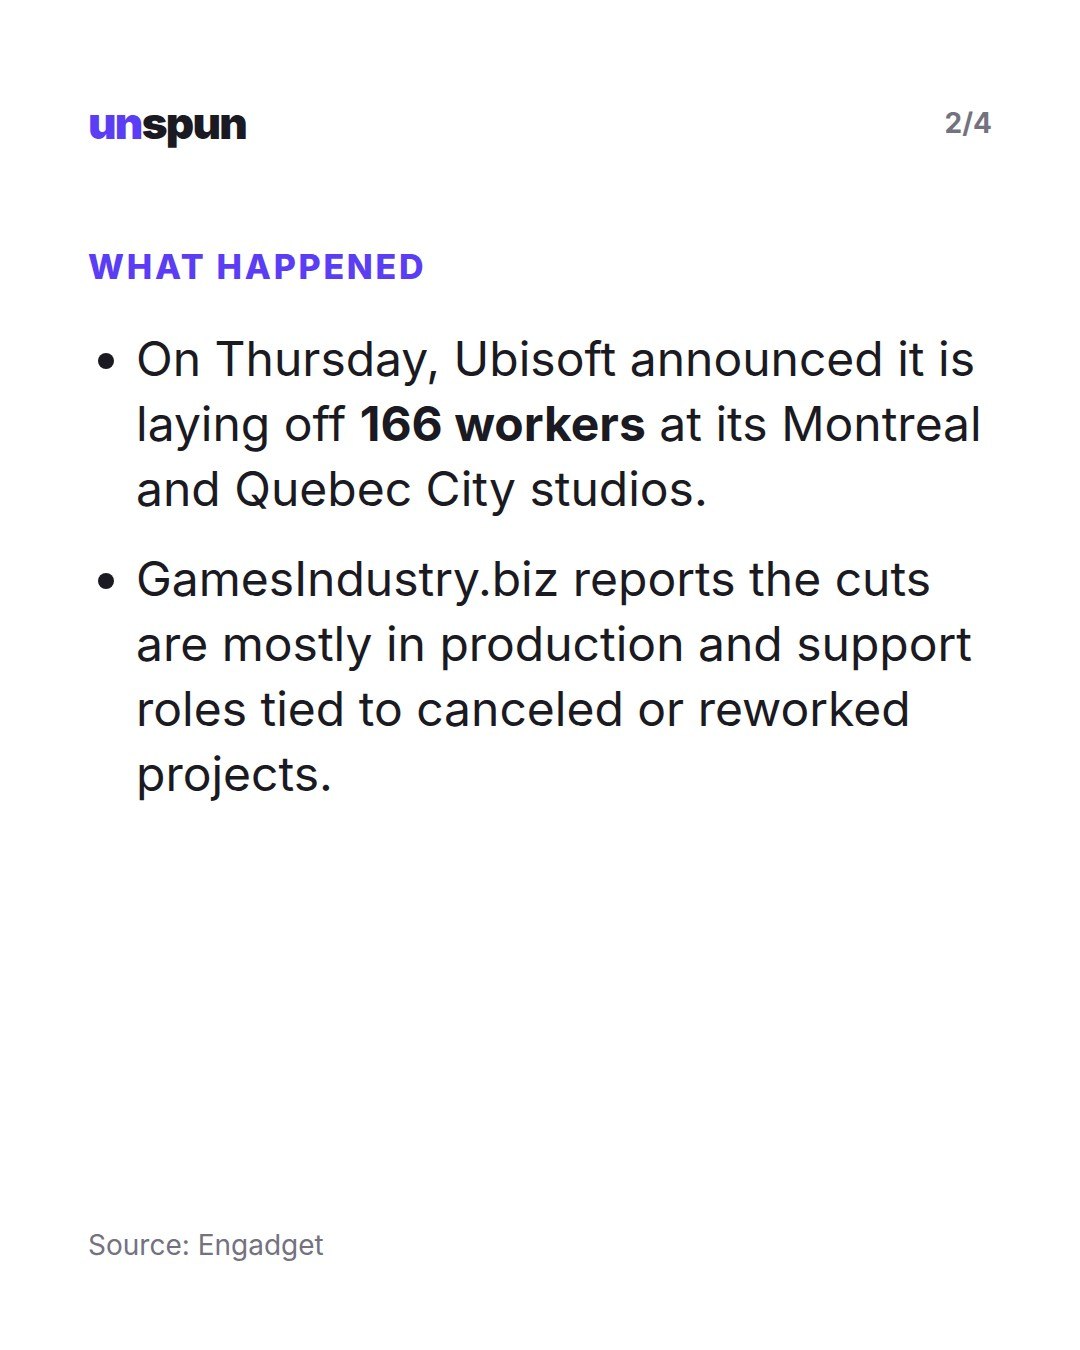 unspun
2/4
WHAT HAPPENED
• On Thursday, Ubisoft announced it is
laying off 166 workers at its Montreal
and Quebec City studios.
• GamesIndustry.biz reports the cuts
are mostly in production and support
roles tied to canceled or reworked
projects.
Source: Engadget